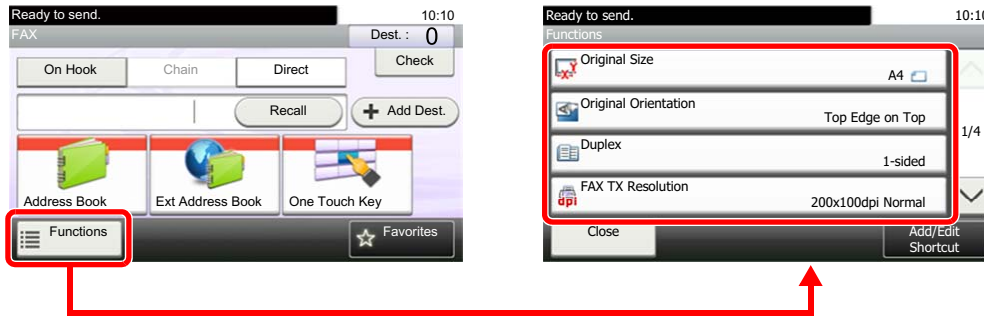 Ready to send.
10:10
FAX
Dest. : 0
Check
On Hook
Chain
Direct
Recall
Add Dest.
Address Book
Ext Address Book
One Touch Key
Functions
Favorites
Ready to send.
10:10
Functions
Original Size
A4
Original Orientation
Top Edge on Top
1/4
Duplex
1-sided
FAX TX Resolution
200x100dpi Normal
Close
Add/Edit
Shortcut